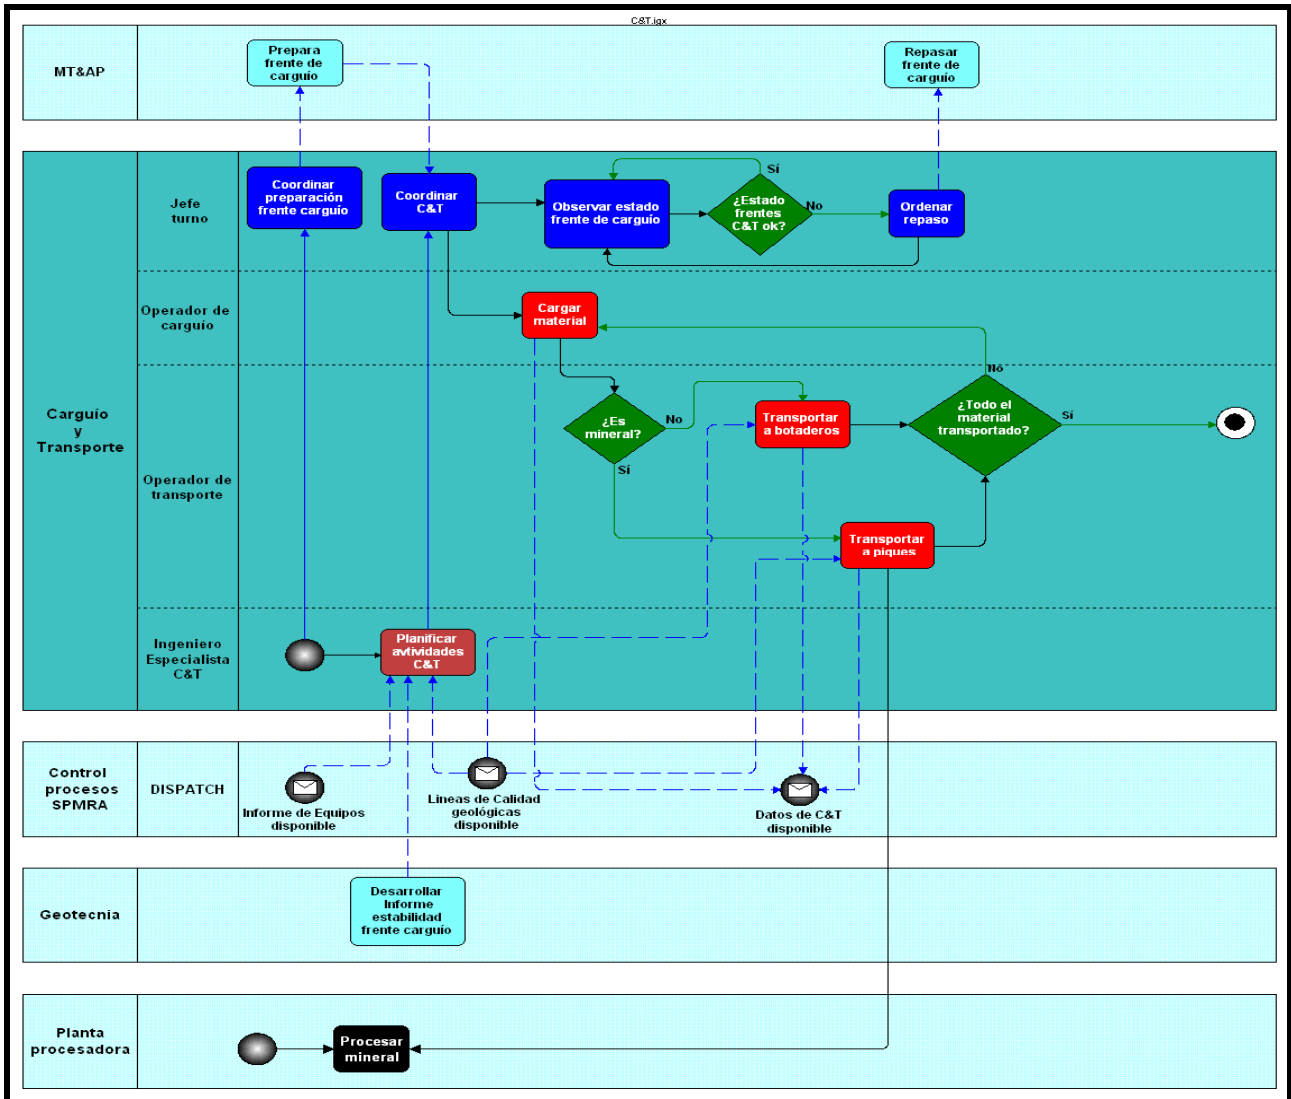 C&T.igx
MT&AP
Prepara
frente de
carguío
Repasar
frente de
carguío
Carguío
y
Transporte
Jefe
turno
Coordinar
preparación
frente carguío
Coordinar
C&T
Observar estado
frente de carguío
Sí
¿Estado
frentes
C&T ok?
No
Ordenar
repaso
Operador de
carguío
Cargar
material
Operador de
transporte
¿Es
mineral?
No
Sí
Transportar
a botaderos
No
¿Todo el
material
transportado?
Sí
Transportar
a piques
Ingeniero
Especialista
C&T
Planificar
avtividades
C&T
Control
procesos
SPMRA
DISPATCH
Informe de Equipos
disponible
Lineas de Calidad
geológicas
disponible
Datos de C&T
disponible
Geotecnia
Desarrollar
Informe
estabilidad
frente carguío
Planta
procesadora
Procesar
mineral